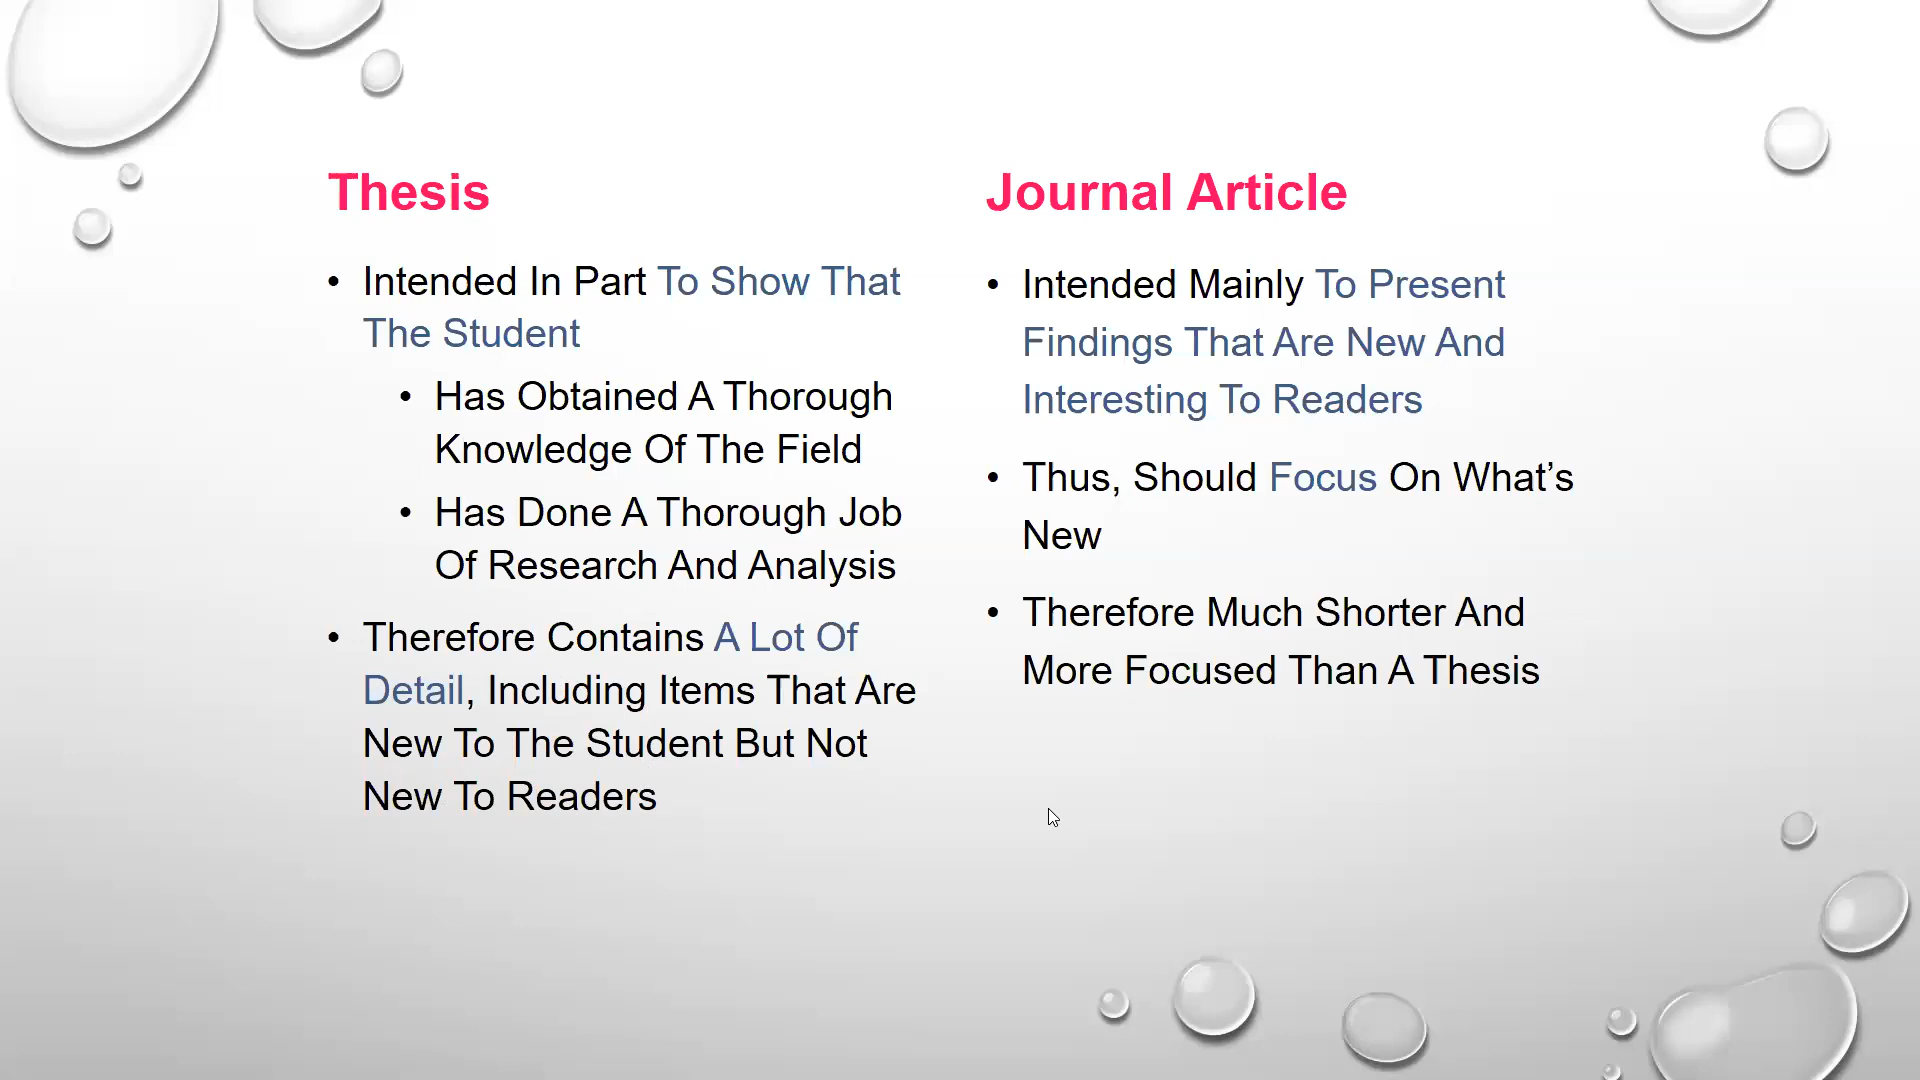 Thesis
• Intended In Part To Show That
The Student
• Has Obtained A Thorough
Knowledge Of The Field
• Has Done A Thorough Job
Of Research And Analysis
• Therefore Contains A Lot Of
Detail, Including Items That Are
New To The Student But Not
New To Readers
Journal Article
• Intended Mainly To Present
Findings That Are New And
Interesting To Readers
• Thus, Should Focus On What’s
New
• Therefore Much Shorter And
More Focused Than A Thesis